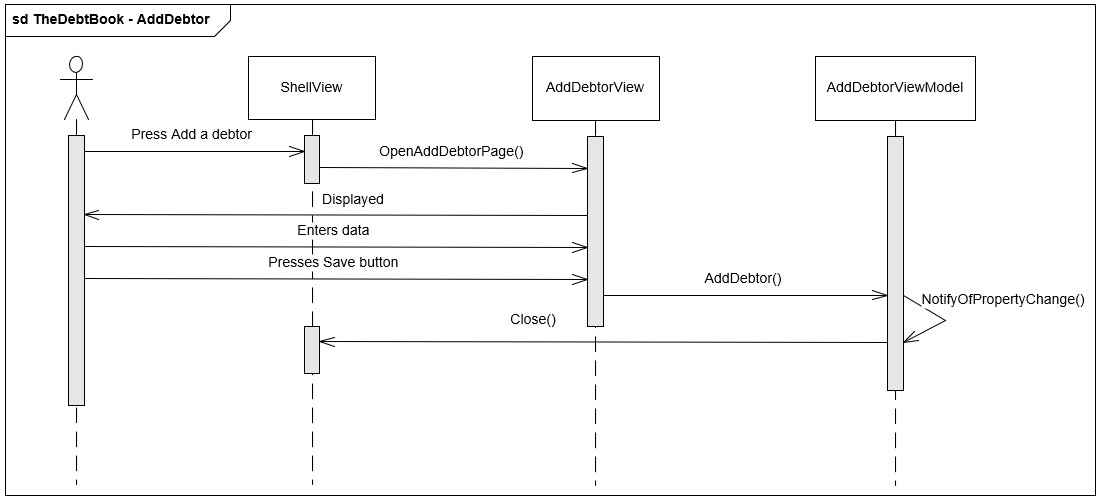 sd TheDebtBook - AddDebtor
ShellView
AddDebtorView
AddDebtorViewModel
Press Add a debtor
OpenAddDebtorPage()
Displayed
Enters data
Presses Save button
AddDebtor()
NotifyOfPropertyChange()
Close()